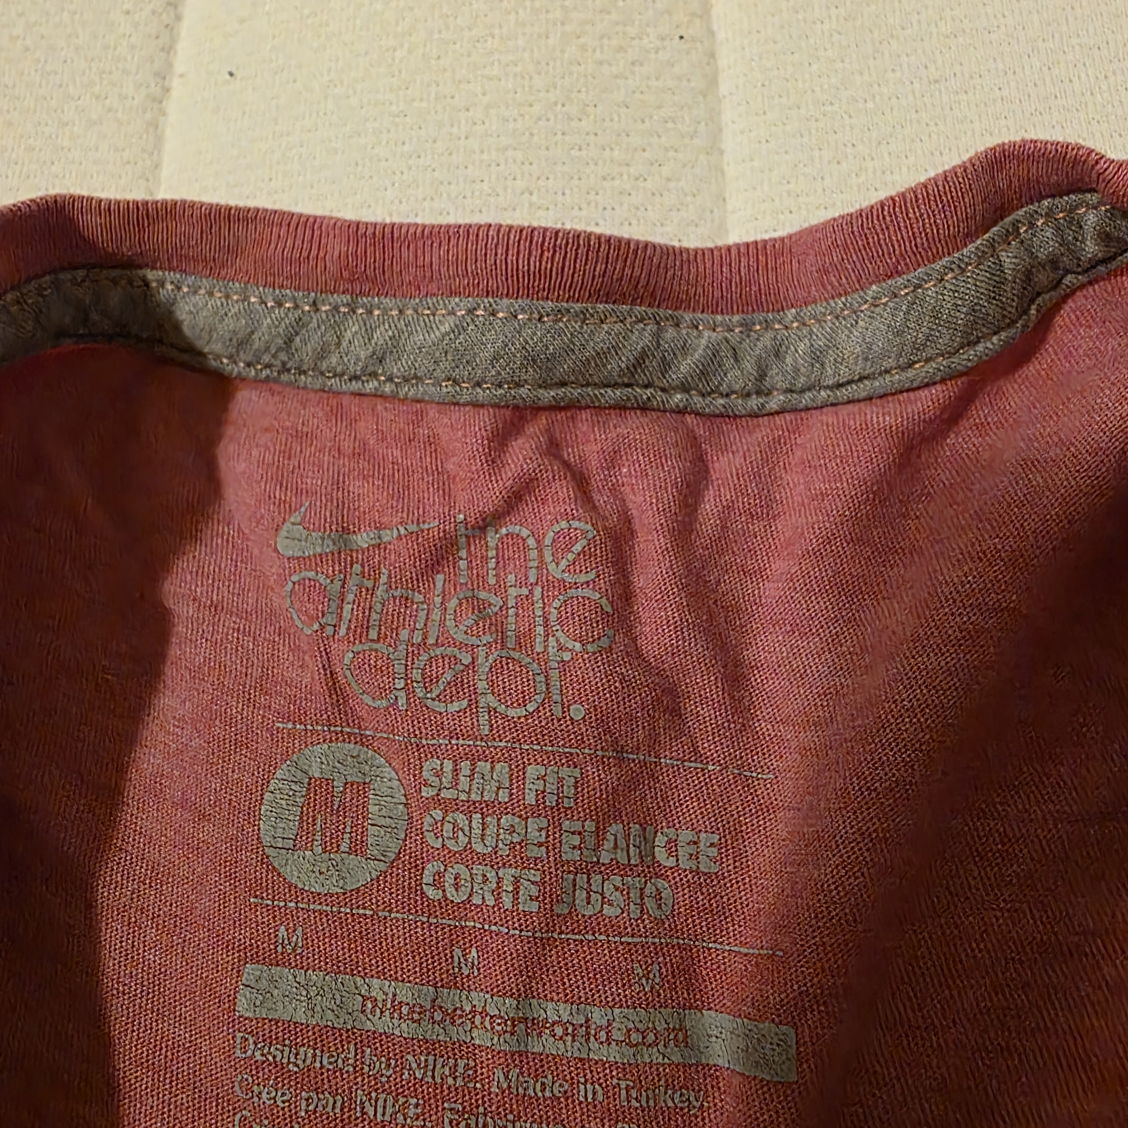 the
athletic
dept.
M
SLIM FIT
COUPE ELANCEE
CORTE JUSTO
M M M
nikebetterworld.com
Designed by NIKE. Made in Turkey.
Créé par NIKE.